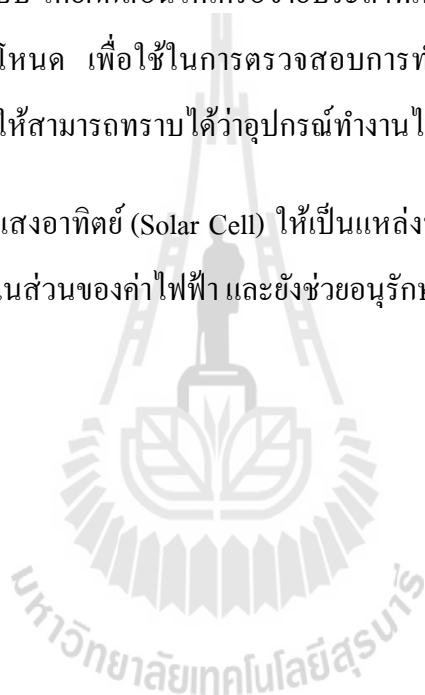 โหนด เพื่อใช้ในการตรวจสอบการทำ
ให้สามารถทราบได้ว่าอุปกรณ์ทำงานไ
แสงอาทิตย์ (Solar Cell) ให้เป็นแหล่ง
นส่วนของค่าไฟฟ้า และยังช่วยอนุรักษ
มหาวิทยาลัยเทคโนโลยีสุรนารี